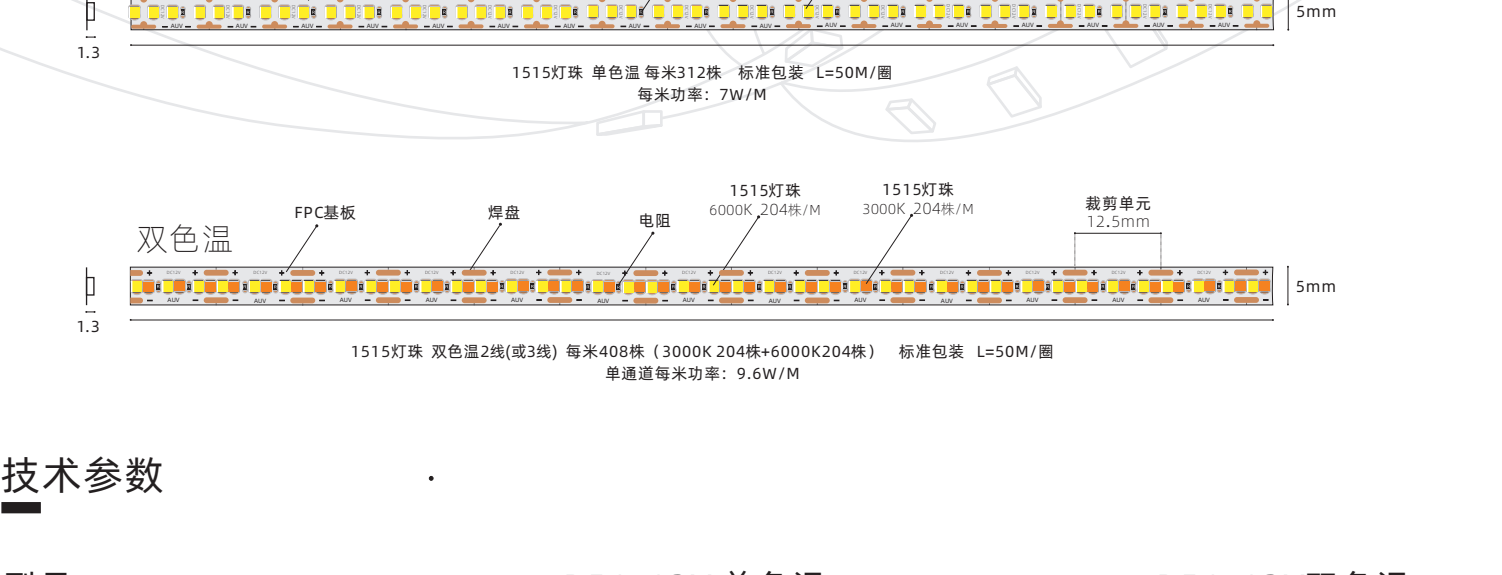 5mm
1.3
1515灯珠 单色温 每米312株 标准包装 L=50M/圈
每米功率：7W/M
双色温
FPC基板
焊盘
电阻
1515灯珠
6000K 204株/M
1515灯珠
3000K 204株/M
裁剪单元
12.5mm
5mm
1.3
1515灯珠 双色温2线(或3线) 每米408株（3000K 204株+6000K204株） 标准包装 L=50M/圈
单通道每米功率：9.6W/M
技术参数